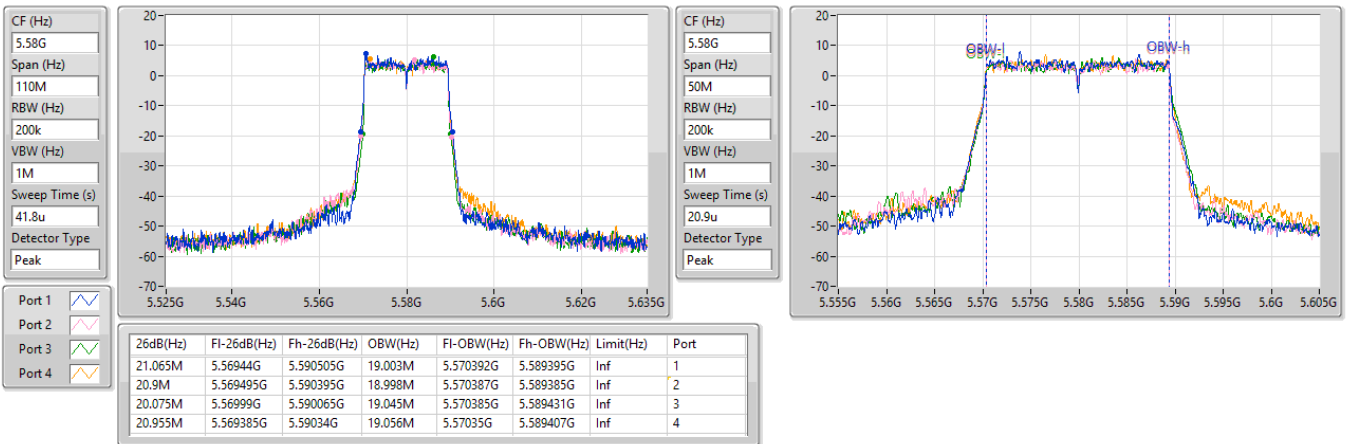 CF (Hz)
5.58G
Span (Hz)
110M
RBW (Hz)
200k
VBW (Hz)
1M
Sweep Time (s)
41.8u
Detector Type
Peak
20
10
0
-10
-20
-30
-40
-50
-60
-70
5.525G 5.54G 5.56G 5.58G 5.6G 5.62G 5.635G
CF (Hz)
5.58G
Span (Hz)
50M
RBW (Hz)
200k
VBW (Hz)
1M
Sweep Time (s)
20.9u
Detector Type
Peak
20
10
0
-10
-20
-30
-40
-50
-60
-70
OBW-l OBW-h
5.555G 5.56G 5.565G 5.57G 5.575G 5.58G 5.585G 5.59G 5.595G 5.6G 5.605G
Port 1
Port 2
Port 3
Port 4
26dB(Hz) Fl-26dB(Hz) Fh-26dB(Hz) OBW(Hz) Fl-OBW(Hz) Fh-OBW(Hz) Limit(Hz) Port
21.065M 5.56944G 5.590505G 19.003M 5.570392G 5.589395G Inf 1
20.9M 5.569495G 5.590395G 18.998M 5.570387G 5.589385G Inf 2
20.075M 5.56999G 5.590065G 19.045M 5.570385G 5.589431G Inf 3
20.955M 5.569385G 5.59034G 19.056M 5.57035G 5.589407G Inf 4